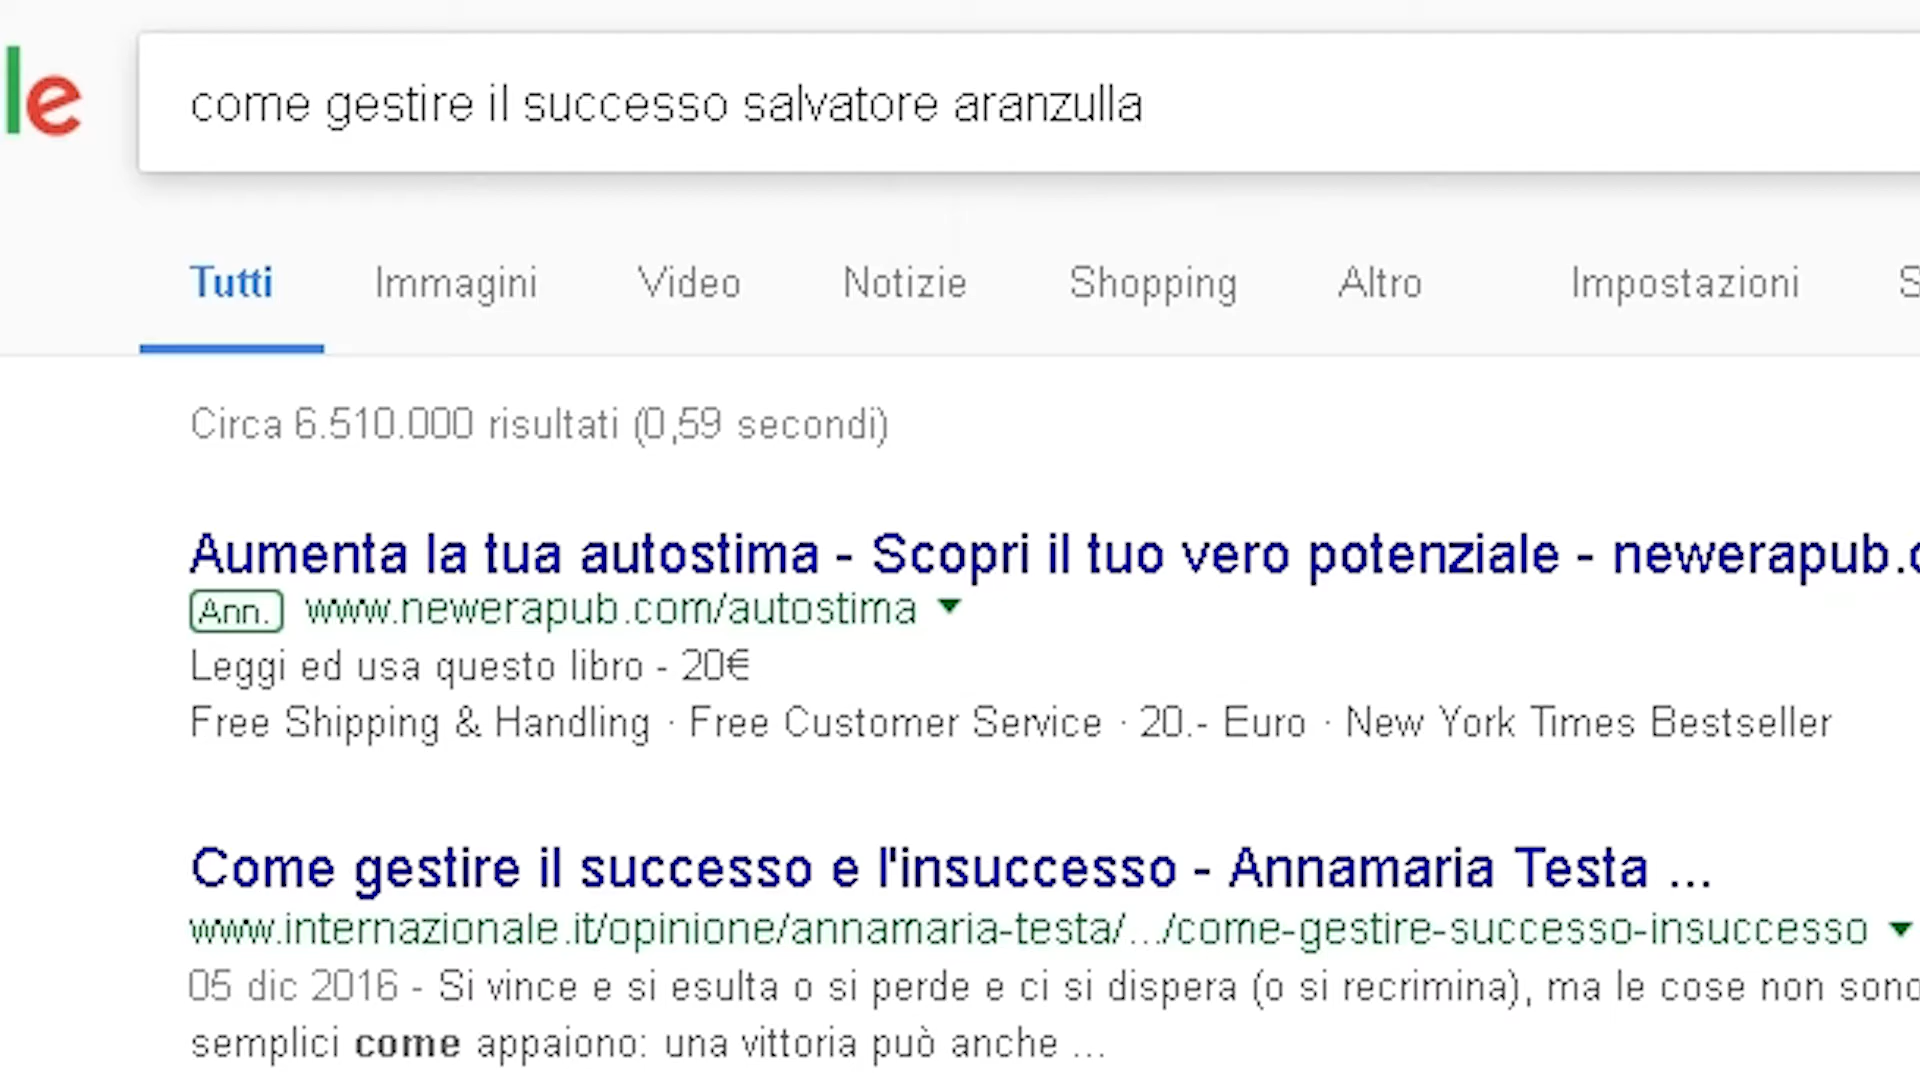 le
come gestire il successo salvatore aranzulla
Tutti Immagini Video Notizie Shopping Altro Impostazioni S
Circa 6.510.000 risultati (0,59 secondi)
Aumenta la tua autostima - Scopri il tuo vero potenziale - newerapub.c
Ann. www.newerapub.com/autostima
Leggi ed usa questo libro - 20€
Free Shipping & Handling · Free Customer Service · 20.- Euro · New York Times Bestseller
Come gestire il successo e l'insuccesso - Annamaria Testa ...
www.internazionale.it/opinione/annamaria-testa/.../come-gestire-successo-insuccesso
05 dic 2016 - Si vince e si esulta o si perde e ci si dispera (o si recrimina), ma le cose non sono
semplici come appaiono: una vittoria può anche ...